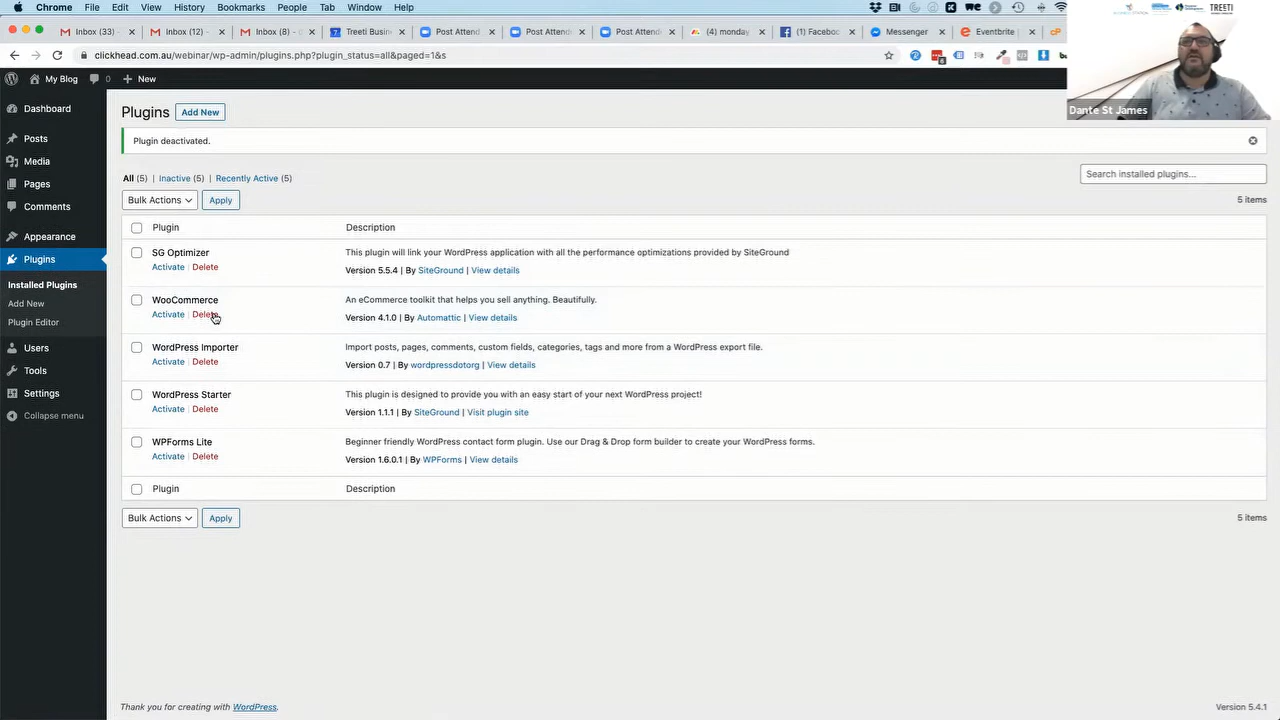 Chrome File Edit View History Bookmarks People Tab Window Help
TREETI
Inbox (33) Inbox (12) - Inbox (8) - Treeti Busin Post Attend Post Attend Post Attend (4) monday (1) Faceboo Messenger Eventbrite
clickhead.com.au/webinar/wp-admin/plugins.php?plugin_status=all&paged=1&s
My Blog 0 + New
Dante St James
Dashboard
Posts
Media
Pages
Comments
Appearance
Plugins
Installed Plugins
Add New
Plugin Editor
Users
Tools
Settings
Collapse menu
Plugins Add New
Plugin deactivated.
All (5) | Inactive (5) | Recently Active (5)
Search installed plugins...
Bulk Actions Apply
5 items
Plugin Description
SG Optimizer This plugin will link your WordPress application with all the performance optimizations provided by SiteGround
Activate | Delete Version 5.5.4 | By SiteGround | View details
WooCommerce An eCommerce toolkit that helps you sell anything. Beautifully.
Activate | Delete Version 4.1.0 | By Automattic | View details
WordPress Importer Import posts, pages, comments, custom fields, categories, tags and more from a WordPress export file.
Activate | Delete Version 0.7 | By wordpressdotorg | View details
WordPress Starter This plugin is designed to provide you with an easy start of your next WordPress project!
Activate | Delete Version 1.1.1 | By SiteGround | Visit plugin site
WPForms Lite Beginner friendly WordPress contact form plugin. Use our Drag & Drop form builder to create your WordPress forms.
Activate | Delete Version 1.6.0.1 | By WPForms | View details
Plugin Description
Bulk Actions Apply
5 items
Thank you for creating with WordPress.
Version 5.4.1